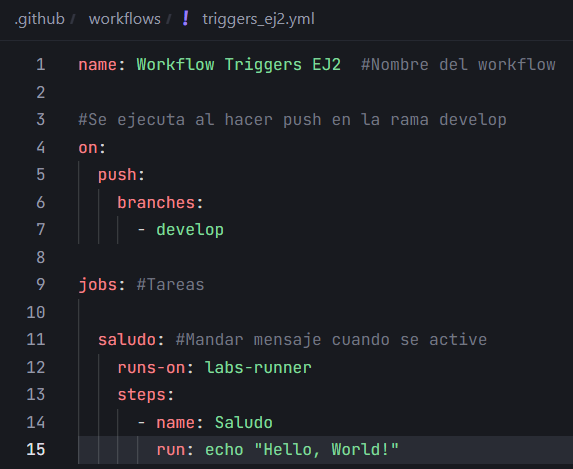 .github / workflows / ! triggers_ej2.yml
1 name: Workflow Triggers EJ2  #Nombre del workflow
2
3 #Se ejecuta al hacer push en la rama develop
4 on:
5   push:
6     branches:
7       - develop
8
9 jobs: #Tareas
10
11   saludo: #Mandar mensaje cuando se active
12     runs-on: labs-runner
13     steps:
14       - name: Saludo
15         run: echo "Hello, World!"